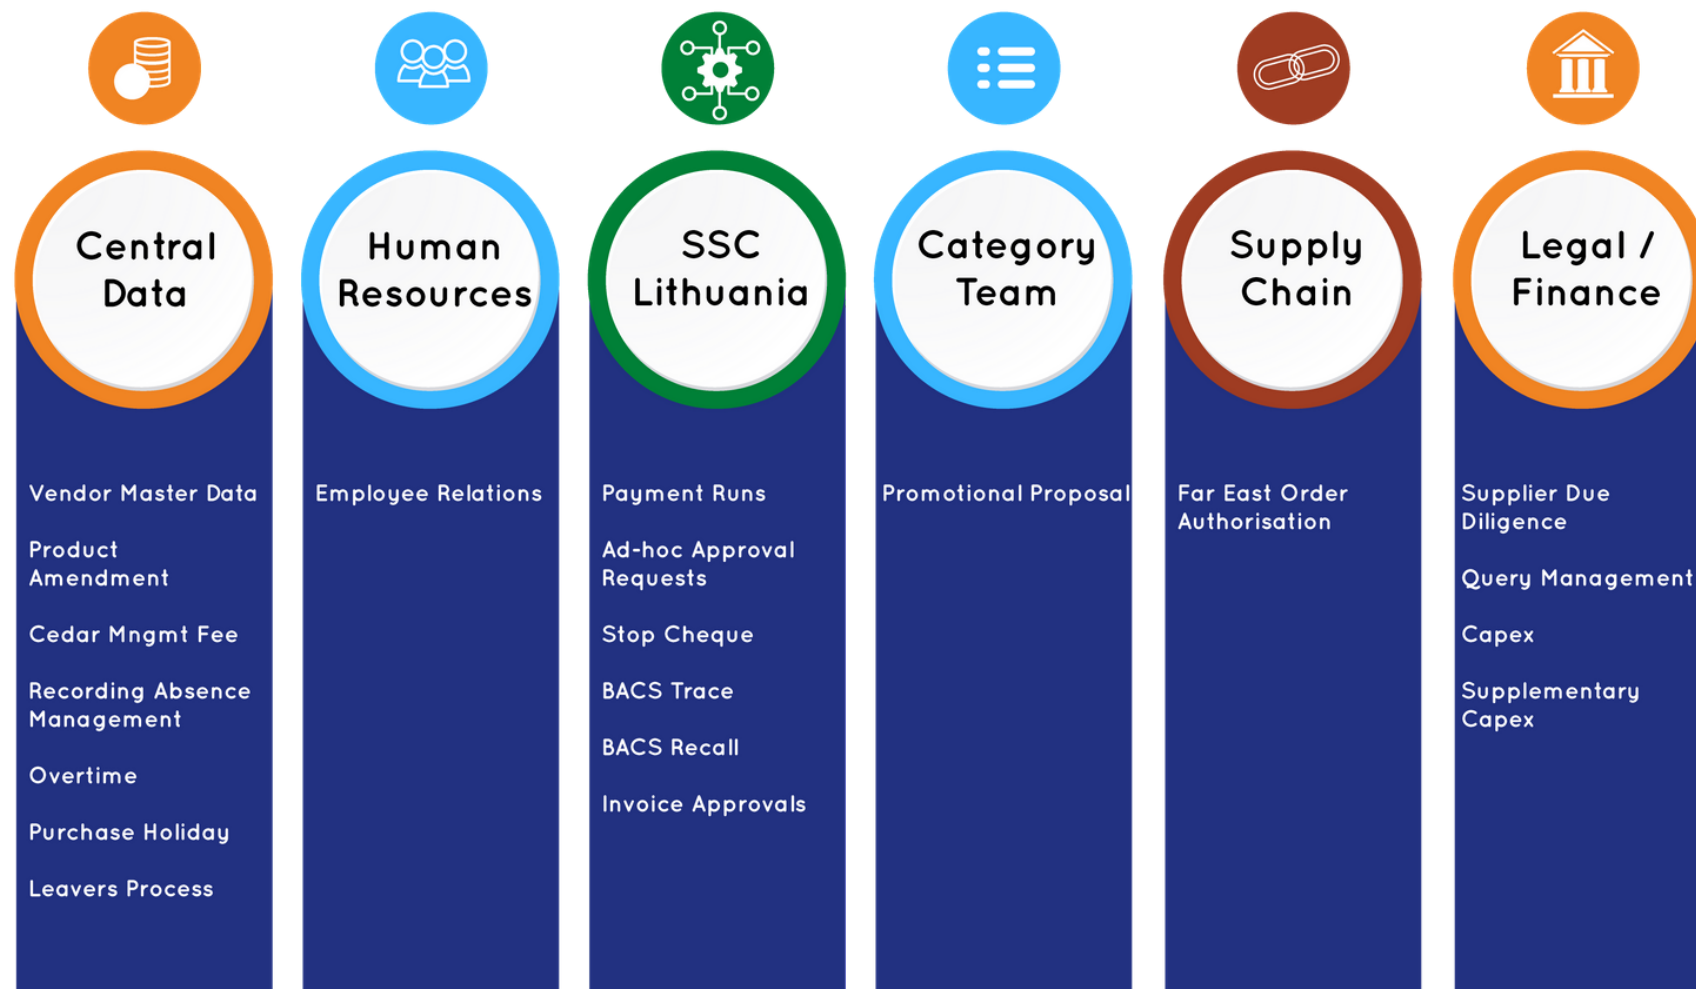 Central
Data
Human
Resources
SSC
Lithuania
Category
Team
Supply
Chain
Legal /
Finance
Vendor Master Data
Product
Amendment
Cedar Mngmt Fee
Recording Absence
Management
Overtime
Purchase Holiday
Leavers Process
Employee Relations
Payment Runs
Ad-hoc Approval
Requests
Stop Cheque
BACS Trace
BACS Recall
Invoice Approvals
Promotional Proposal
Far East Order
Authorisation
Supplier Due
Diligence
Query Management
Capex
Supplementary
Capex